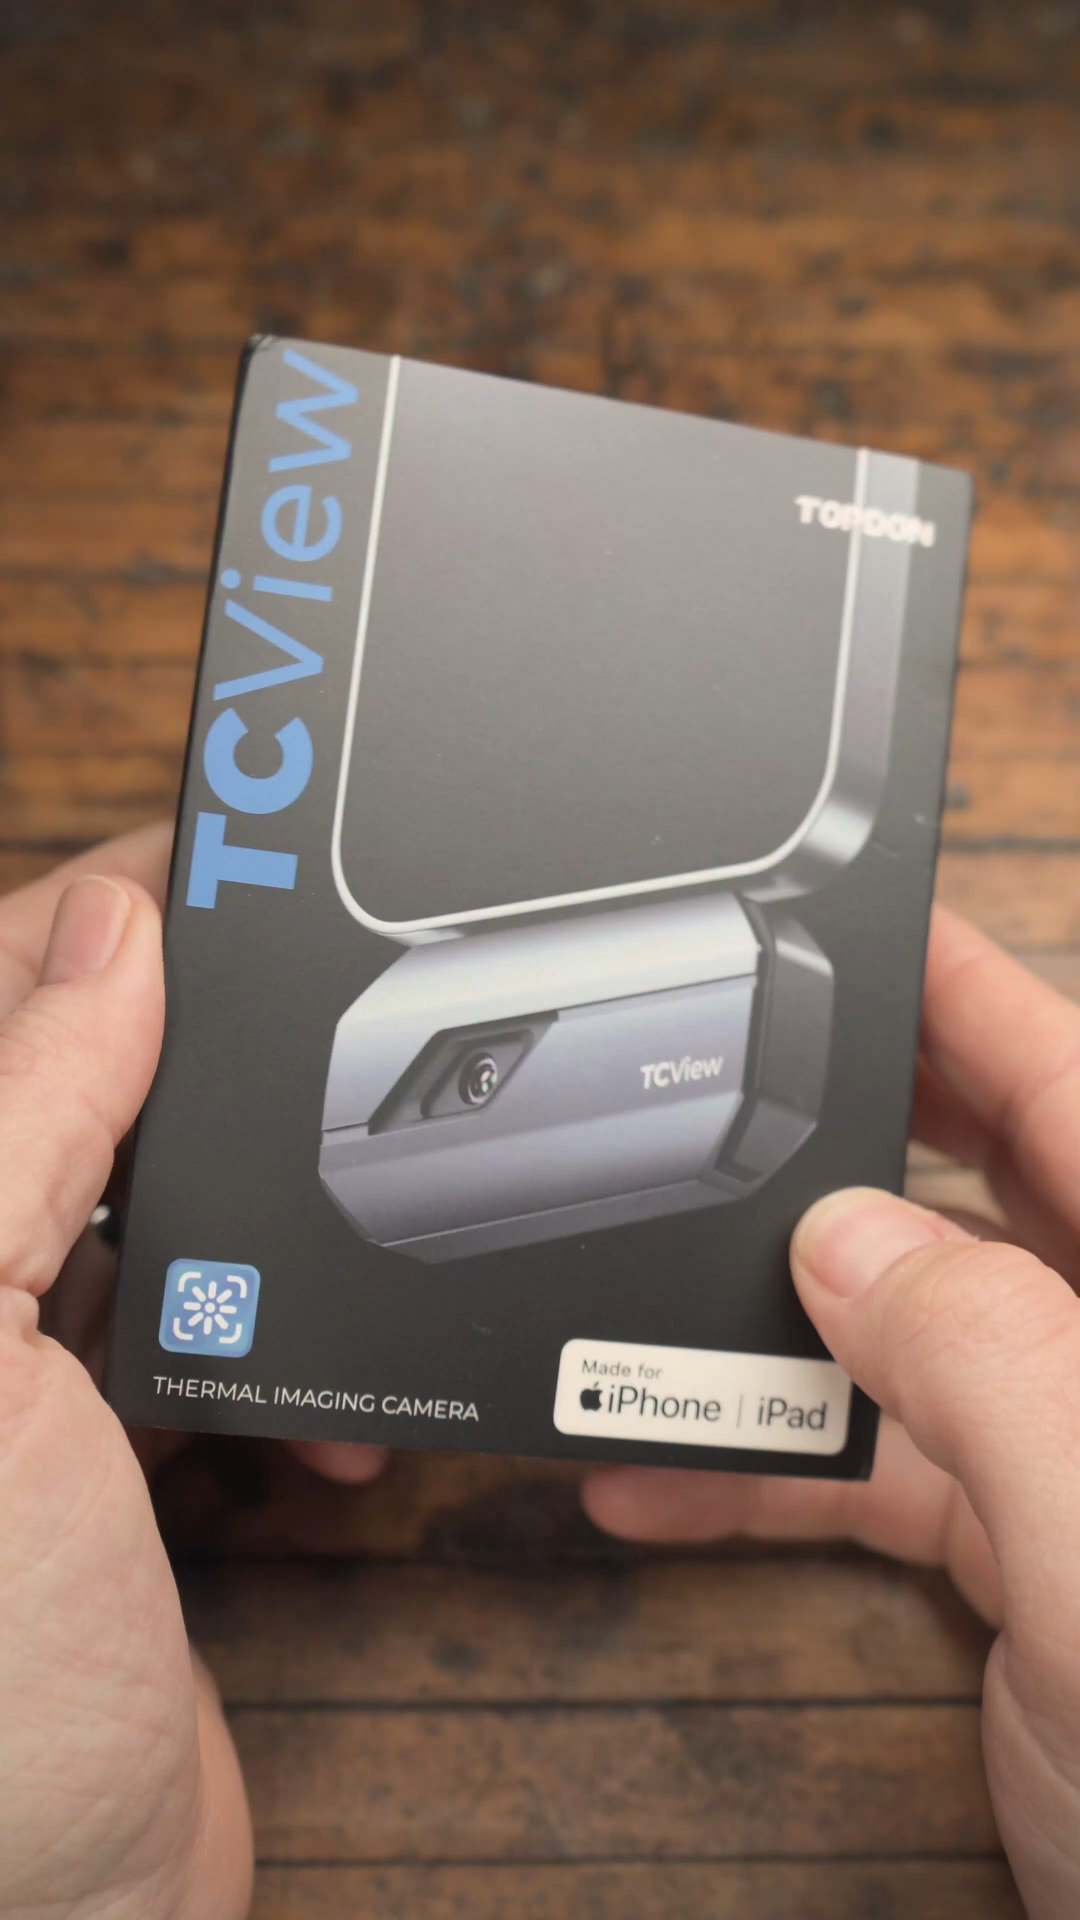 TCView
TOPDON
TCView
THERMAL IMAGING CAMERA
Made for
iPhone | iPad